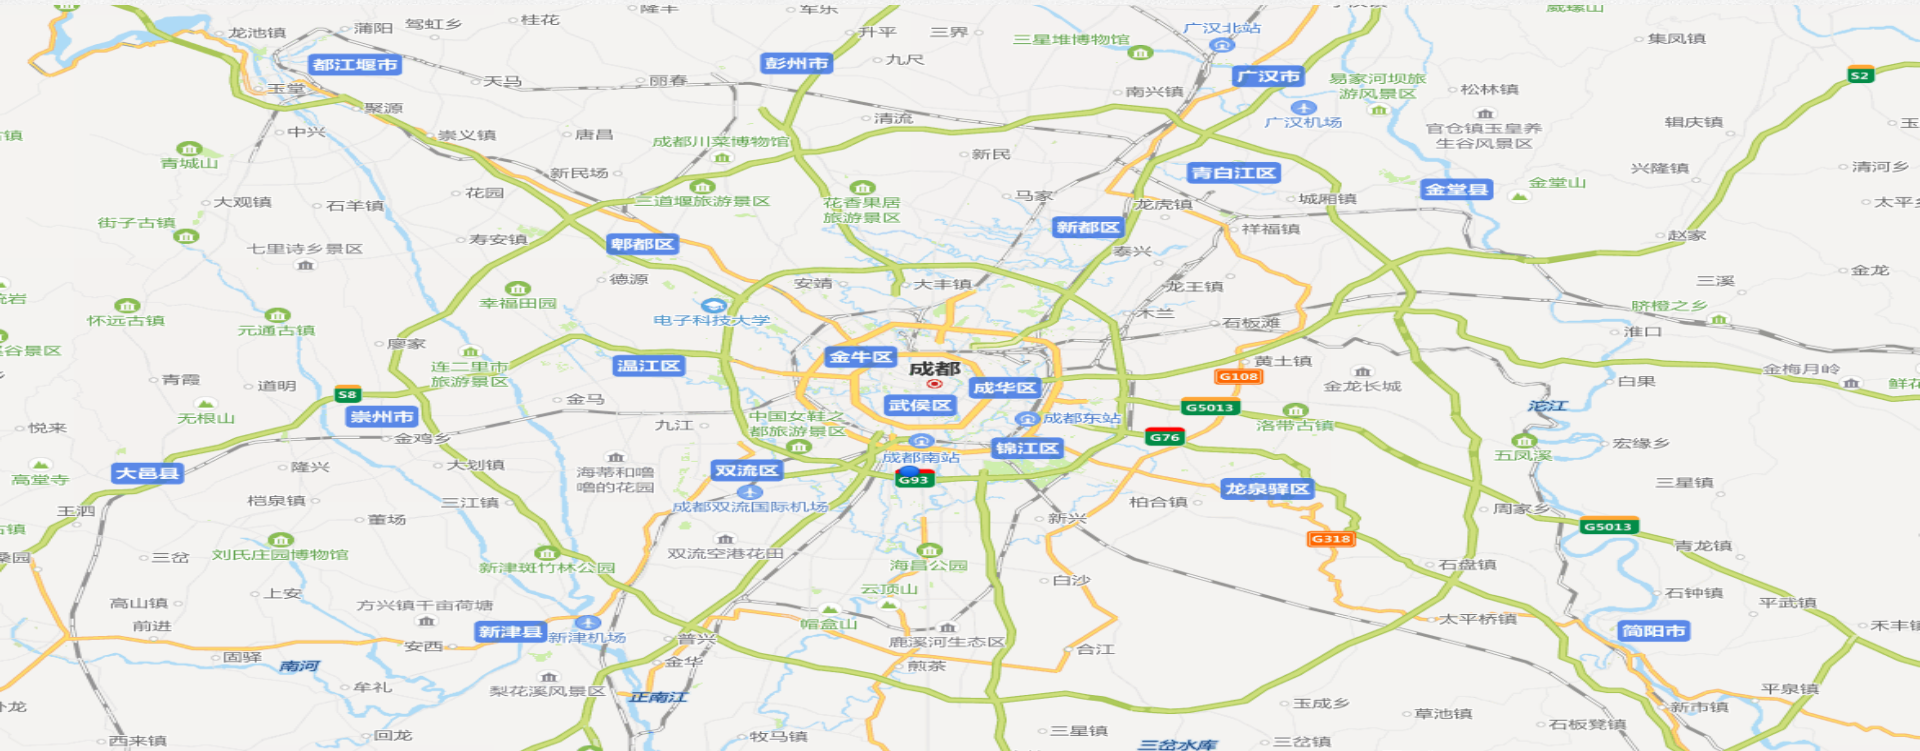 桂花
隆丰
军乐
龙池镇
蒲阳
驾虹乡
升平
三界
三星堆博物馆
广汉北站
集凤镇
都江堰市
彭州市
九尺
广汉市
易家河坝旅
游风景区
S2
玉堂
天马
丽春
南兴镇
松林镇
聚源
清流
广汉机场
官仓镇玉皇养
生谷风景区
辑庆镇
中兴
崇义镇
唐昌
成都川菜博物馆
新民
青城山
新民场
青白江区
兴隆镇
清河乡
大观镇
石羊镇
花园
三道堰旅游景区
花香果居
旅游景区
马家
龙虎镇
城厢镇
金堂县
金堂山
街子古镇
七里诗乡景区
寿安镇
郫都区
新都区
泰兴
祥福镇
赵家
德源
安靖
大丰镇
龙王镇
三溪
金龙
怀远古镇
元通古镇
幸福田园
电子科技大学
木兰
石板滩
脐橙之乡
淮口
廖家
连二里市
旅游景区
温江区
金牛区
成都
成华区
武侯区
黄土镇
G108
金龙长城
金梅月岭
白果
青霞
道明
无根山
S8
崇州市
金马
九江
中国女鞋之
都旅游景区
成都东站
G5013
洛带古镇
沱江
悦来
金鸡乡
大划镇
海蒂和噜
噜的花园
双流区
成都南站
锦江区
G76
G93
五凤溪
宏缘乡
高堂寺
大邑县
隆兴
桤泉镇
三江镇
成都双流国际机场
柏合镇
龙泉驿区
三星镇
周家乡
玉泗
董场
新兴
G318
G5013
青龙镇
三岔
刘氏庄园博物馆
新津斑竹林公园
双流空港花田
海昌公园
白沙
石盘镇
石钟镇
上安
云顶山
高山镇
前进
方兴镇千亩荷塘
新津县
新津机场
普兴
帽盒山
鹿溪河生态区
太平桥镇
平武镇
简阳市
固驿
安西
南河
金华
煎茶
合江
牟礼
梨花溪风景区
正南江
玉成乡
草池镇
平泉镇
新市镇
石板凳镇
西来镇
回龙
牧马镇
三星镇
三岔水库
三岔镇